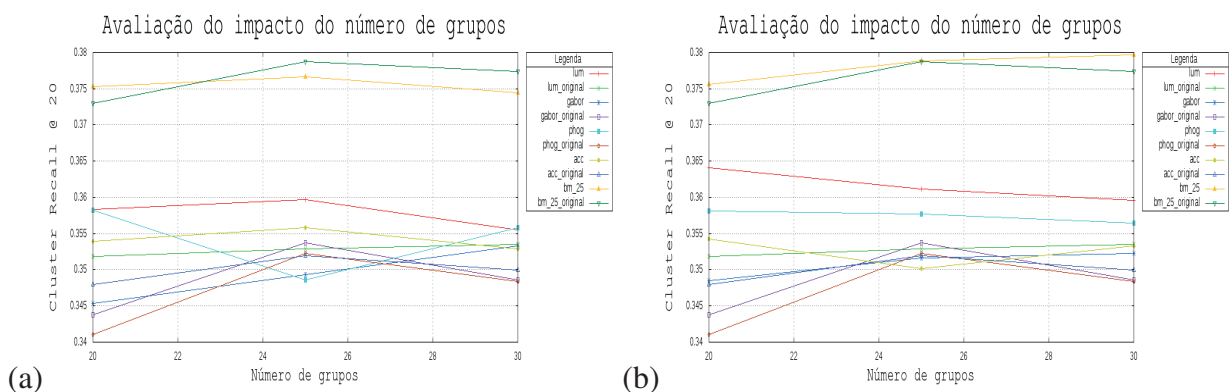 Avaliação do impacto do número de grupos
Cluster Recall @ 20
0.38
0.375
0.37
0.365
0.36
0.355
0.35
0.345
0.34
20
22
24
26
28
30
Número de grupos
Legenda
lum
lum_original
gabor
gabor_original
phog
phog_original
acc
acc_original
bm_25
bm_25_original
(a)
Avaliação do impacto do número de grupos
Cluster Recall @ 20
0.38
0.375
0.37
0.365
0.36
0.355
0.35
0.345
0.34
20
22
24
26
28
30
Número de grupos
Legenda
lum
lum_original
gabor
gabor_original
phog
phog_original
acc
acc_original
bm_25
bm_25_original
(b)